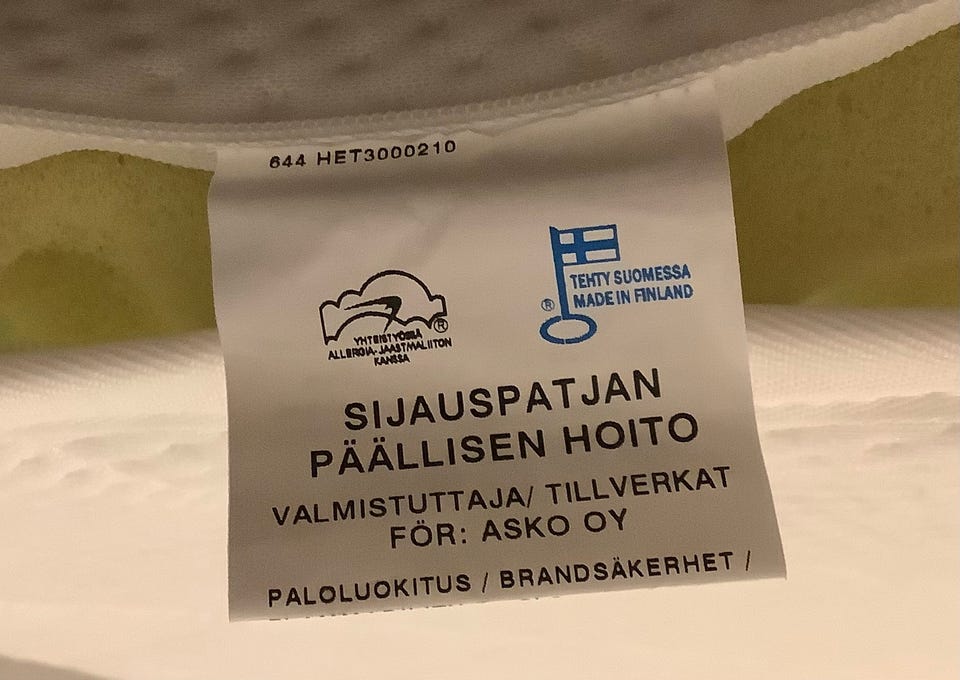 644 HET3000210
®
YHTEISTYÖSSÄ
ALLERGIA- JA ASTMALIITON
KANSSA
TEHTY SUOMESSA
MADE IN FINLAND
®
SIJAUSPATJAN
PÄÄLLISEN HOITO
VALMISTUTTAJA/ TILLVERKAT
FÖR: ASKO OY
PALOLUOKITUS / BRANDSÄKERHET /